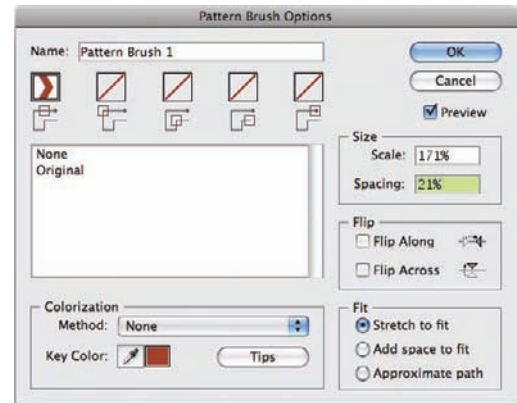 Pattern Brush Options
Name: Pattern Brush 1
OK
Cancel
Preview
None
Original
Size
Scale: 171%
Spacing: 21%
Flip
Flip Along
Flip Across
Colorization
Method: None
Key Color:
Tips
Fit
Stretch to fit
Add space to fit
Approximate path